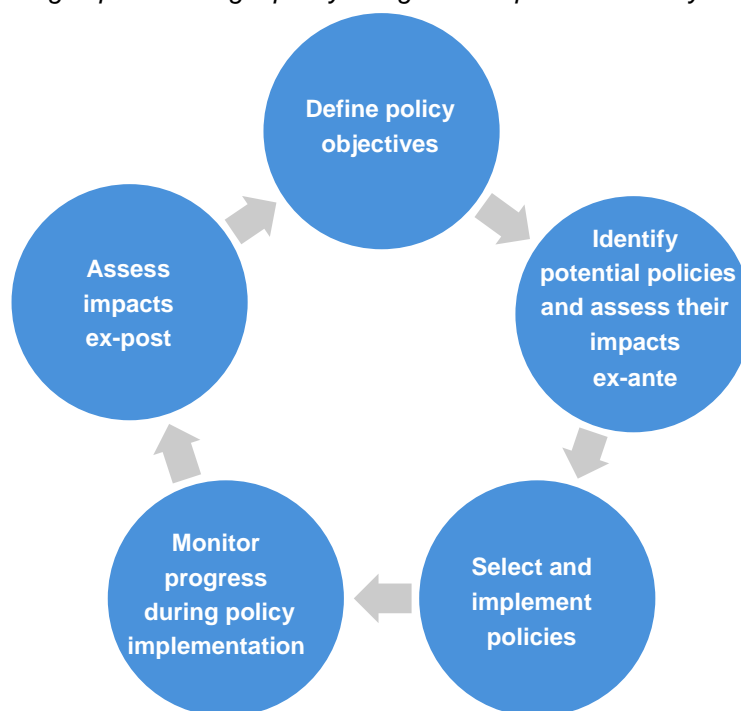 Define policy
objectives
Identify
potential policies
and assess their
impacts
ex-ante
Select and
implement
policies
Monitor
progress
during policy
implementation
Assess
impacts
ex-post